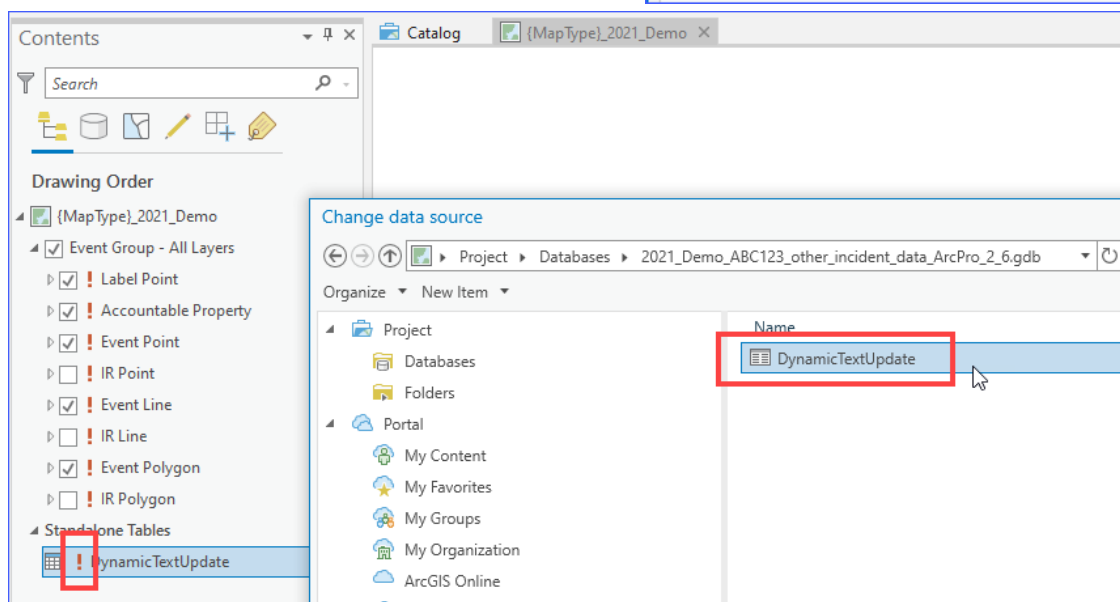 Contents
Catalog
{MapType}_2021_Demo
Search
Drawing Order
{MapType}_2021_Demo
Event Group - All Layers
! Label Point
! Accountable Property
! Event Point
! IR Point
! Event Line
! IR Line
! Event Polygon
! IR Polygon
Standalone Tables
! DynamicTextUpdate
Change data source
Project Databases 2021_Demo_ABC123_other_incident_data_ArcPro_2_6.gdb
Organize New Item
Project
Databases
Folders
Portal
My Content
My Favorites
My Groups
My Organization
ArcGIS Online
Name
DynamicTextUpdate